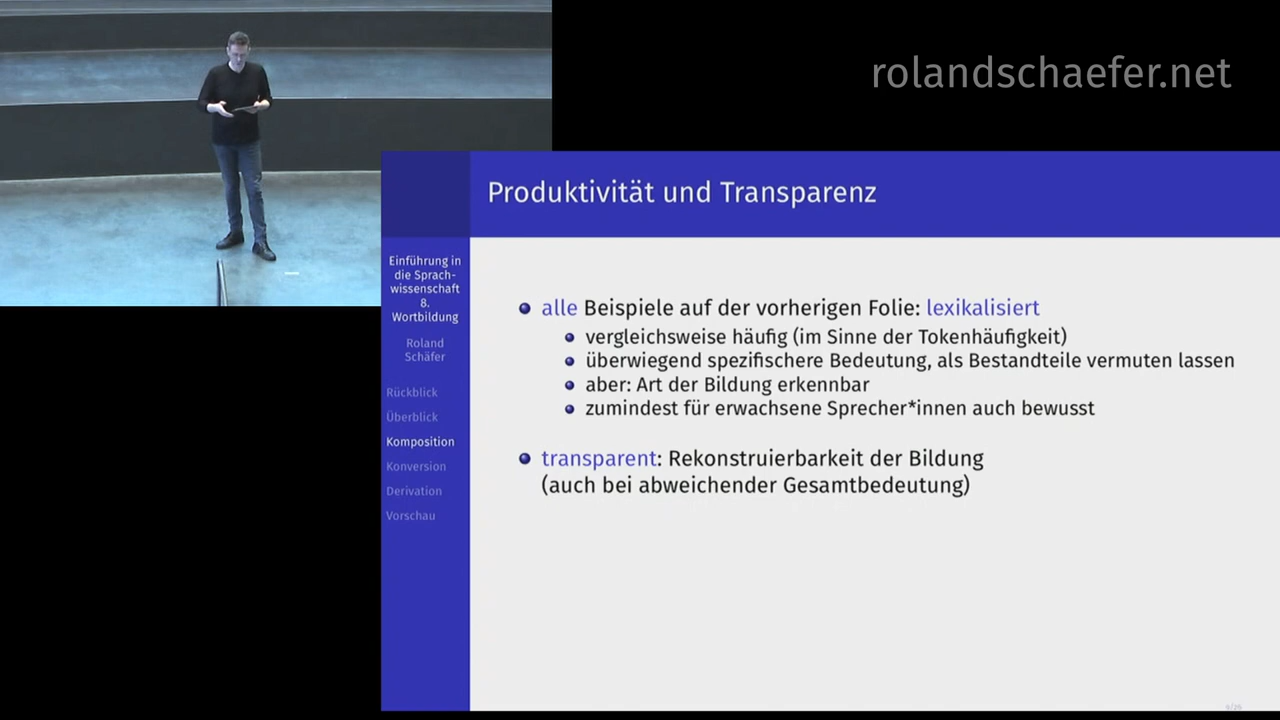 rolandschaefer.net
Produktivität und Transparenz
Einführung in
die Sprach-
wissenschaft
8.
Wortbildung
Roland
Schäfer
Rückblick
Überblick
Komposition
Konversion
Derivation
Vorschau
alle Beispiele auf der vorherigen Folie: lexikalisiert
vergleichsweise häufig (im Sinne der Tokenhäufigkeit)
überwiegend spezifischere Bedeutung, als Bestandteile vermuten lassen
aber: Art der Bildung erkennbar
zumindest für erwachsene Sprecher*innen auch bewusst
transparent: Rekonstruierbarkeit der Bildung
(auch bei abweichender Gesamtbedeutung)